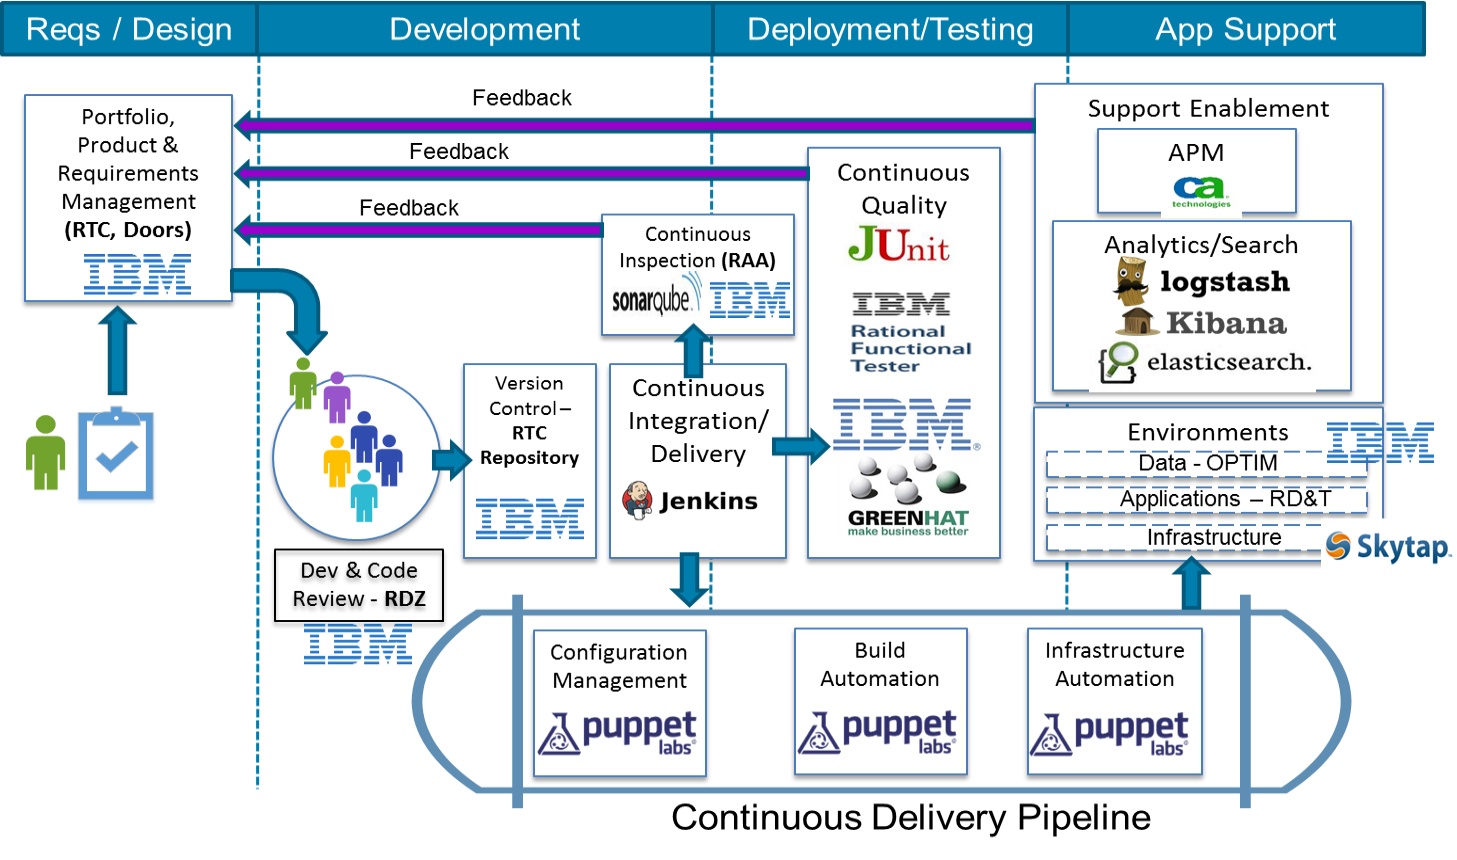 Reqs / Design
Development
Deployment/Testing
App Support
Portfolio,
Product &
Requirements
Management
(RTC, Doors)
IBM
Feedback
Feedback
Feedback
Continuous
Inspection (RAA)
sonarqube
IBM
Continuous
Quality
JUnit
IBM
Rational
Functional
Tester
IBM®
GREENHAT
make business better
Support Enablement
APM
ca
technologies
Analytics/Search
logstash
Kibana
elasticsearch.
Version
Control –
RTC
Repository
IBM
Continuous
Integration/
Delivery
Jenkins
Environments
IBM
Data - OPTIM
Applications – RD&T
Infrastructure
Skytap
Dev & Code
Review - RDZ
IBM
Configuration
Management
puppet
labs®
Build
Automation
puppet
labs®
Infrastructure
Automation
puppet
labs®
Continuous Delivery Pipeline